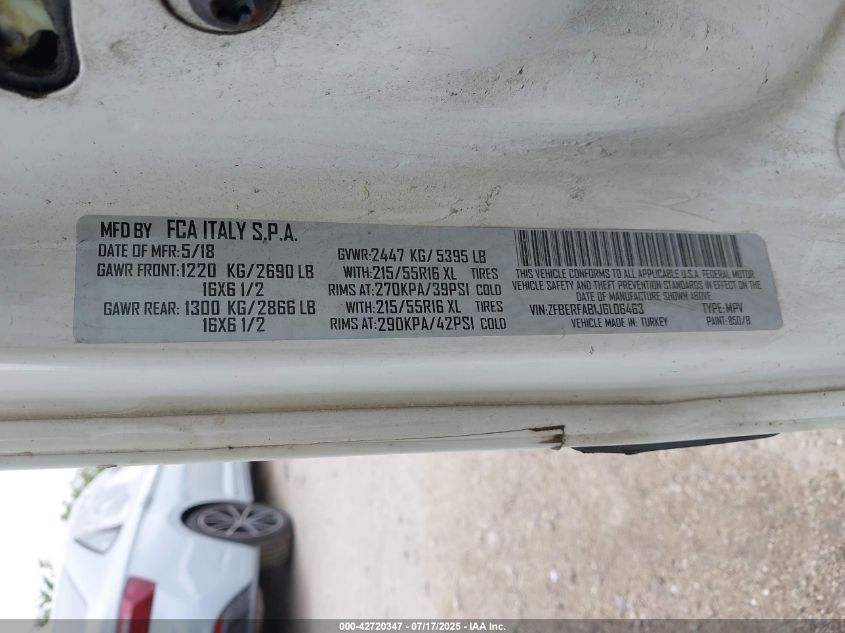 MFD BY FCA ITALY S.P.A.
DATE OF MFR: 5/18 GVWR: 2447 KG/ 5395 LB
GAWR FRONT: 1220 KG/2690 LB WITH: 215/55R16 XL TIRES
16X6 1/2 RIMS AT: 270KPA/39PSI COLD
GAWR REAR: 1300 KG/2866 LB WITH: 215/55R16 XL TIRES
16X6 1/2 RIMS AT: 290KPA/42PSI COLD
THIS VEHICLE CONFORMS TO ALL APPLICABLE U.S.A. FEDERAL MOTOR
VEHICLE SAFETY AND THEFT PREVENTION STANDARDS IN EFFECT ON THE
DATE OF MANUFACTURE SHOWN ABOVE.
VIN: ZFBERFAB1J6L06463 TYPE: MPV
VEHICLE MADE IN: TURKEY PAINT: 850/B
000-42720347 - 07/17/2025 - IAA Inc.